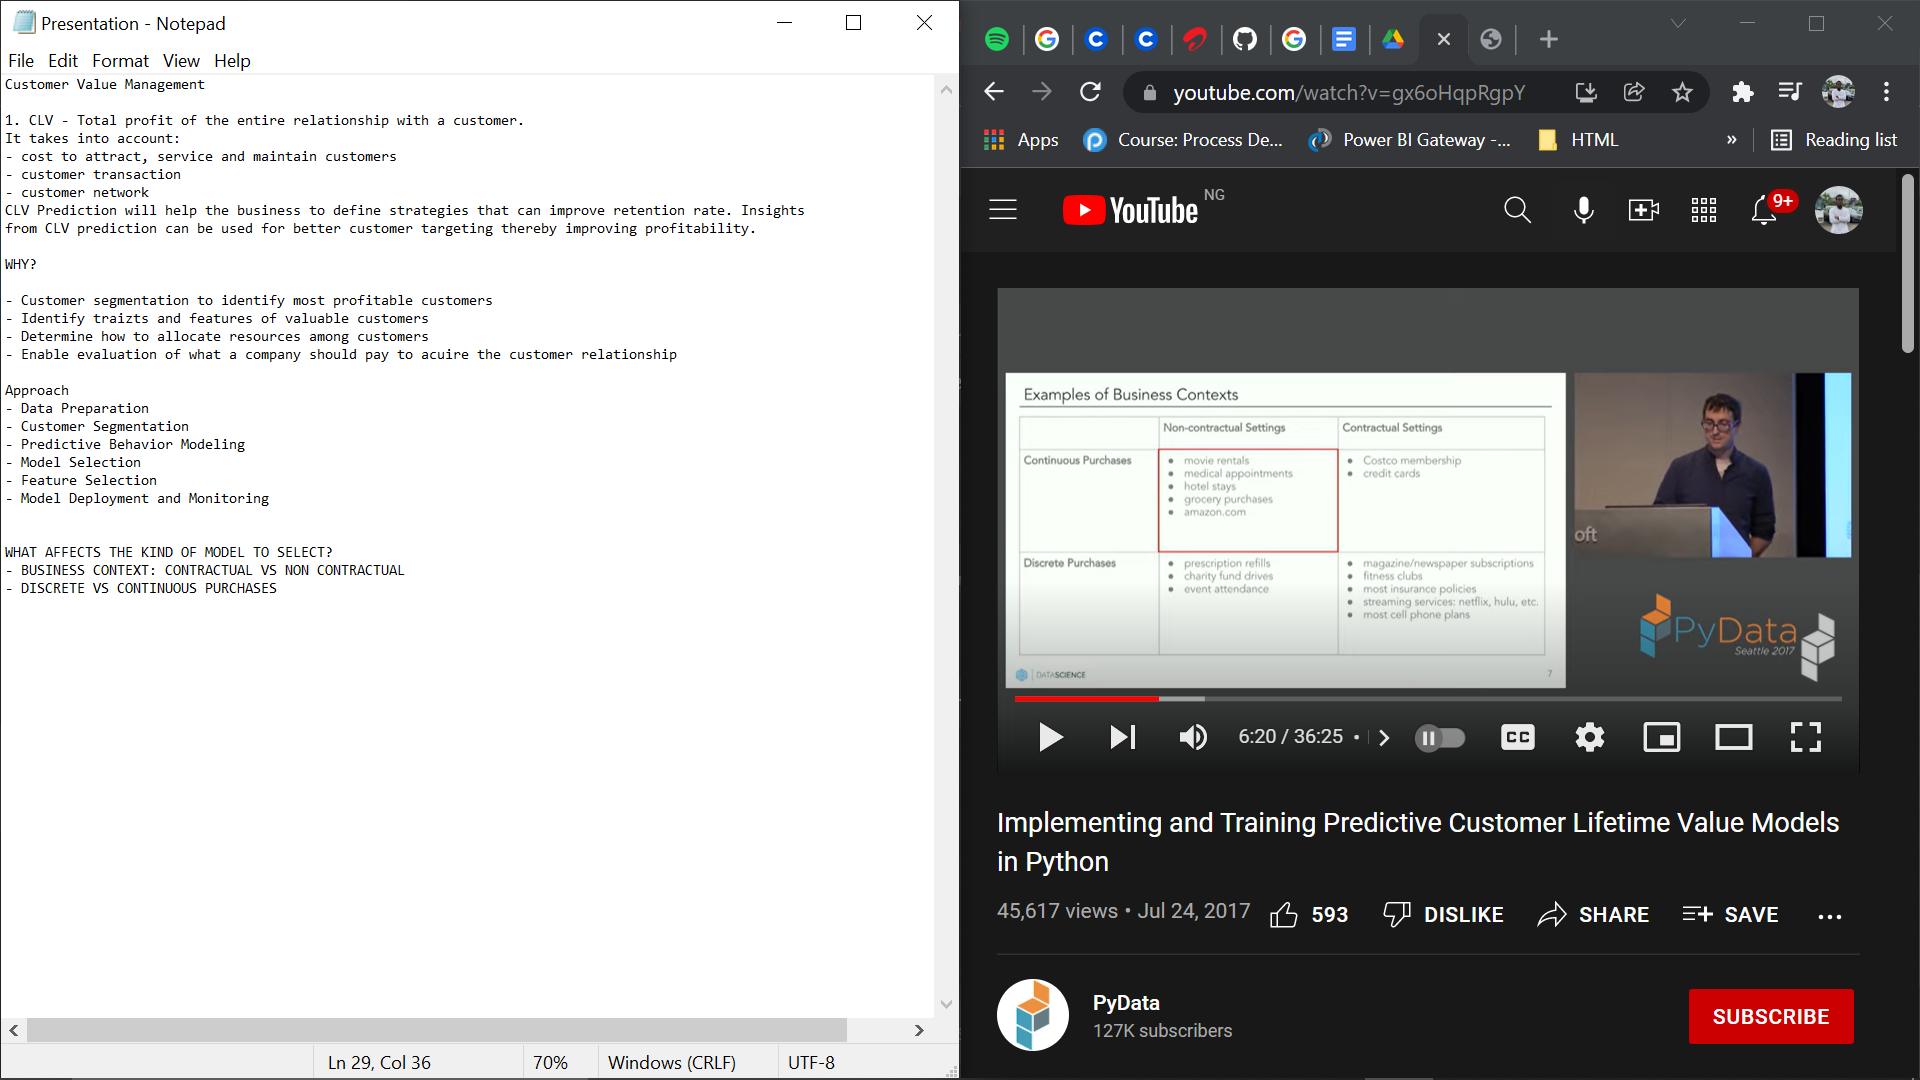 Presentation - Notepad
File Edit Format View Help
Customer Value Management
1. CLV - Total profit of the entire relationship with a customer.
It takes into account:
- cost to attract, service and maintain customers
- customer transaction
- customer network
CLV Prediction will help the business to define strategies that can improve retention rate. Insights
from CLV prediction can be used for better customer targeting thereby improving profitability.
WHY?
- Customer segmentation to identify most profitable customers
- Identify traizts and features of valuable customers
- Determine how to allocate resources among customers
- Enable evaluation of what a company should pay to acuire the customer relationship
Approach
- Data Preparation
- Customer Segmentation
- Predictive Behavior Modeling
- Model Selection
- Feature Selection
- Model Deployment and Monitoring
WHAT AFFECTS THE KIND OF MODEL TO SELECT?
- BUSINESS CONTEXT: CONTRACTUAL VS NON CONTRACTUAL
- DISCRETE VS CONTINUOUS PURCHASES
Ln 29, Col 36 70% Windows (CRLF) UTF-8
youtube.com/watch?v=gx6oHqpRgpY
Apps Course: Process De... Power BI Gateway -... HTML » Reading list
YouTube NG 9+
Examples of Business Contexts
Non-contractual Settings Contractual Settings
Continuous Purchases
• movie rentals
• medical appointments
• hotel stays
• grocery purchases
• amazon.com
• Costco membership
• credit cards
Discrete Purchases
• prescription refills
• charity fund drives
• event attendance
• magazine/newspaper subscriptions
• fitness clubs
• most insurance policies
• streaming services: netflix, hulu, etc.
• most cell phone plans
DATASCIENCE 7
oft
PyData
Seattle 2017
6:20 / 36:25 • CC
Implementing and Training Predictive Customer Lifetime Value Models
in Python
45,617 views • Jul 24, 2017 593 DISLIKE SHARE SAVE ...
PyData
127K subscribers
SUBSCRIBE